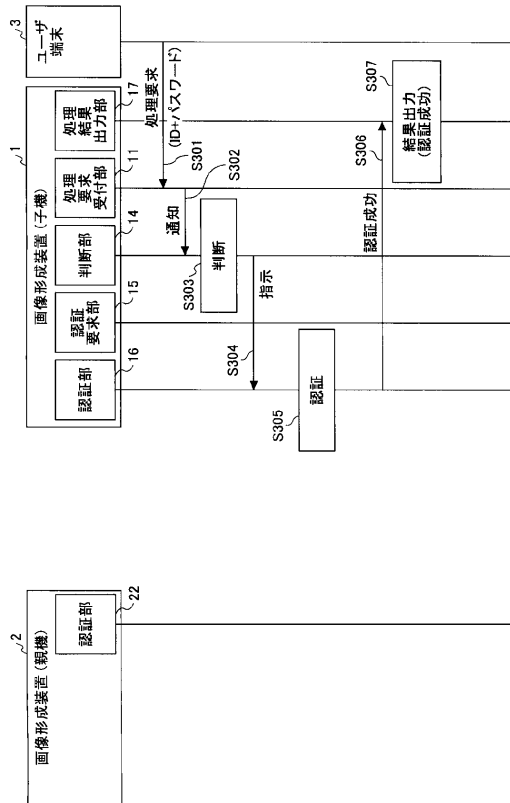 2
画像形成装置(親機)
認証部
22
1
画像形成装置(子機)
認証部
16
認証
要求部
15
判断部
14
処理
要求
受付部
11
処理
結果
出力部
17
3
ユーザ
端末
処理要求
(ID+パスワード)
S301
通知
S302
判断
S303
指示
S304
認証
S305
認証成功
S306
結果出力
(認証成功)
S307